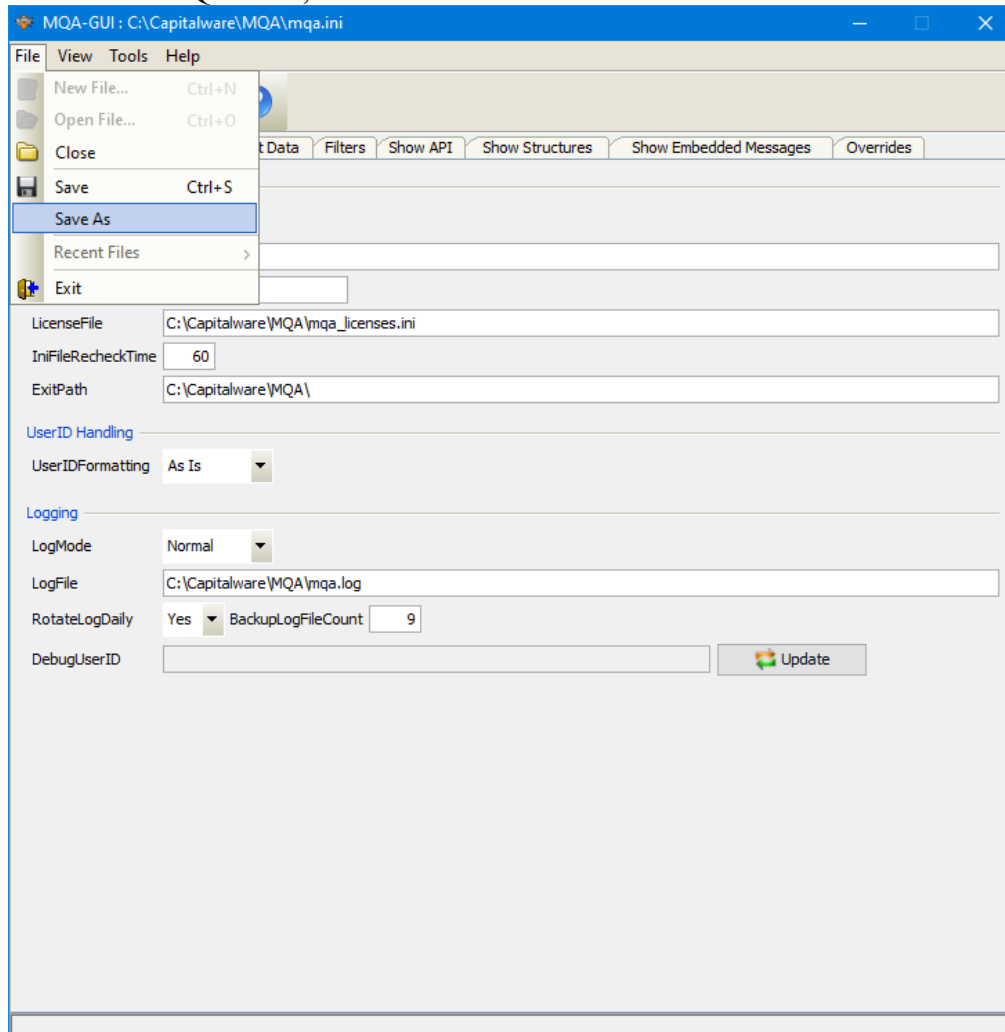 MQA-GUI : C:\Capitalware\MQA\mqa.ini
File View Tools Help
New File... Ctrl+N
Open File... Ctrl+O
Close
Data Filters Show API Show Structures Show Embedded Messages Overrides
Save Ctrl+S
Save As
Recent Files
Exit
LicenseFile C:\Capitalware\MQA\mqa_licenses.ini
IniFileRecheckTime 60
ExitPath C:\Capitalware\MQA\
UserID Handling
UserIDFormatting As Is
Logging
LogMode Normal
LogFile C:\Capitalware\MQA\mqa.log
RotateLogDaily Yes BackupLogFileCount 9
DebugUserID Update